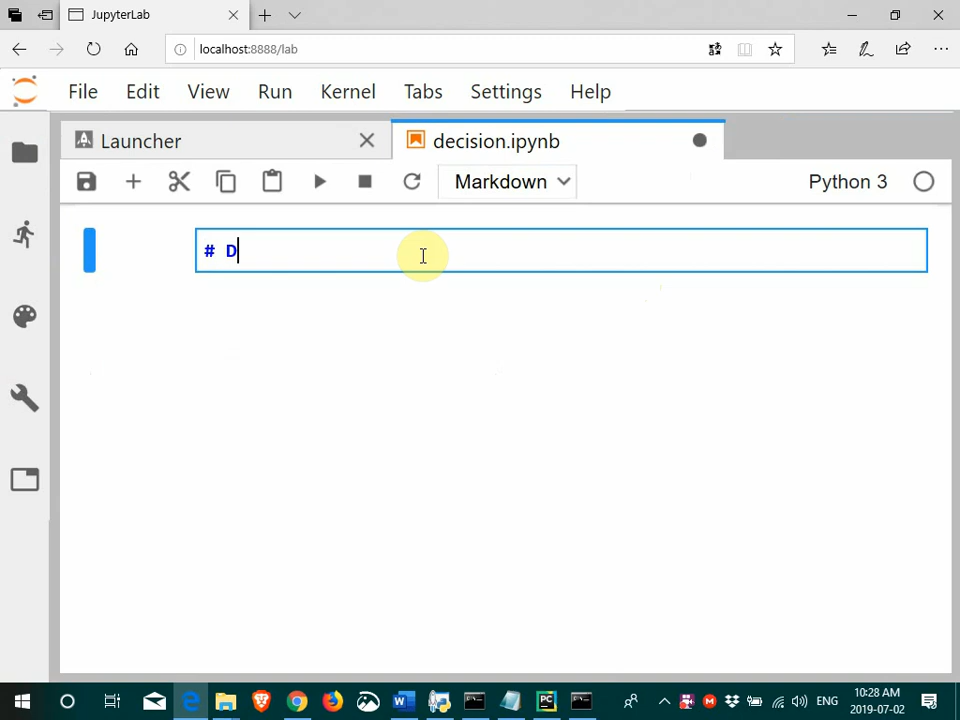 JupyterLab
localhost:8888/lab
File Edit View Run Kernel Tabs Settings Help
Launcher decision.ipynb
Markdown Python 3
# D
ENG 10:28 AM
2019-07-02